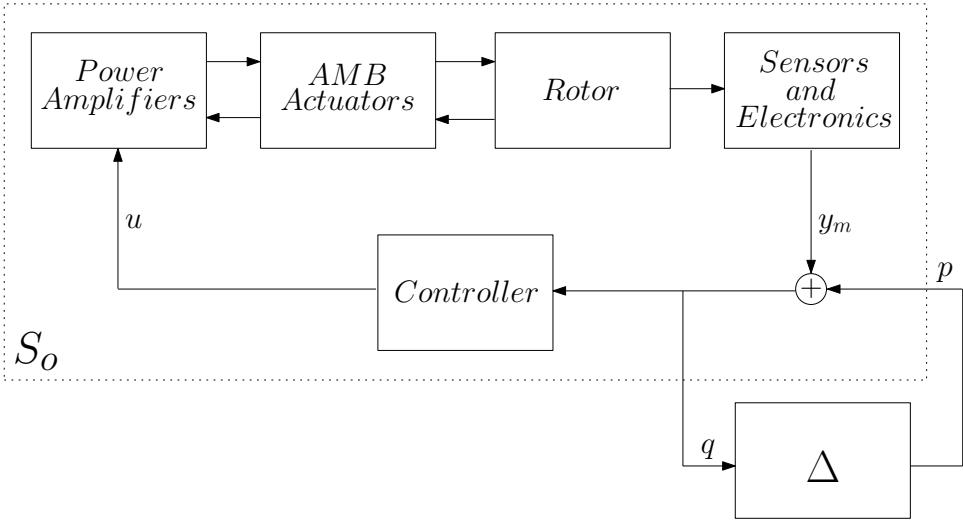 Power
Amplifiers
AMB
Actuators
Rotor
Sensors
and
Electronics
u
y_m
p
Controller
+
S_o
q
Δ